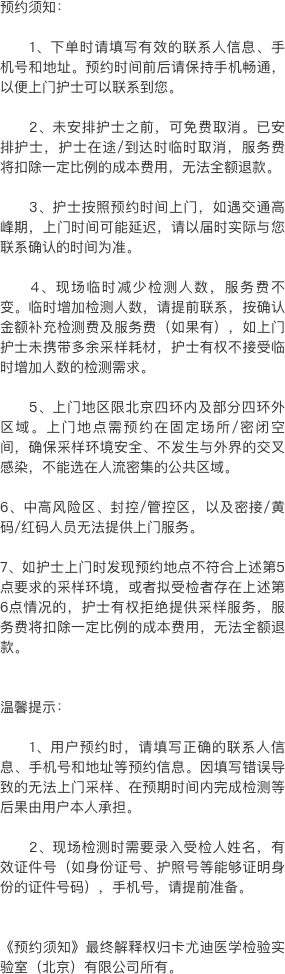 预约须知：
1、下单时请填写有效的联系人信息、手
机号和地址。预约时间前后请保持手机畅通，
以便上门护士可以联系到您。
2、未安排护士之前，可免费取消。已安
排护士，护士在途/到达时临时取消，服务费
将扣除一定比例的成本费用，无法全额退款。
3、护士按照预约时间上门，如遇交通高
峰期，上门时间可能延迟，请以届时实际与您
联系确认的时间为准。
4、现场临时减少检测人数，服务费不
变。临时增加检测人数，请提前联系，按确认
金额补充检测费及服务费（如果有），如上门
护士未携带多余采样耗材，护士有权不接受临
时增加人数的检测需求。
5、上门地区限北京四环内及部分四环外
区域。上门地点需预约在固定场所/密闭空
间，确保采样环境安全、不发生与外界的交叉
感染，不能选在人流密集的公共区域。
6、中高风险区、封控/管控区，以及密接/黄
码/红码人员无法提供上门服务。
7、如护士上门时发现预约地点不符合上述第5
点要求的采样环境，或者拟受检者存在上述第
6点情况的，护士有权拒绝提供采样服务，服
务费将扣除一定比例的成本费用，无法全额退
款。
温馨提示：
1、用户预约时，请填写正确的联系人信
息、手机号和地址等预约信息。因填写错误导
致的无法上门采样、在预期时间内完成检测等
后果由用户本人承担。
2、现场检测时需要录入受检人姓名，有
效证件号（如身份证号、护照号等能够证明身
份的证件号码），手机号，请提前准备。
《预约须知》最终解释权归卡尤迪医学检验实
验室（北京）有限公司所有。